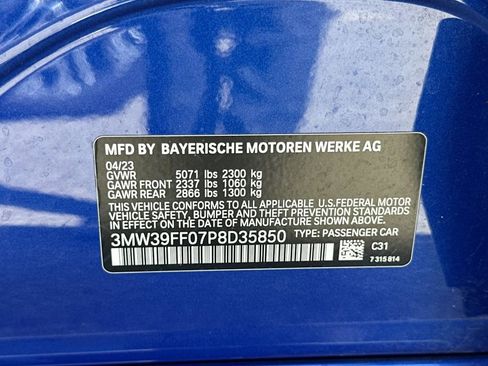 MFD BY BAYERISCHE MOTOREN WERKE AG
04/23
GVWR 5071 lbs 2300 kg
GAWR FRONT 2337 lbs 1060 kg
GAWR REAR 2866 lbs 1300 kg
THIS VEHICLE CONFORMS TO ALL APPLICABLE U.S.FEDERAL MOTOR
VEHICLE SAFETY, BUMPER AND THEFT PREVENTION STANDARDS IN
EFFECT ON THE DATE OF MANUFACTURE SHOWN ABOVE.
3MW39FF07P8D35850 TYPE: PASSENGER CAR
C31
7 315 814